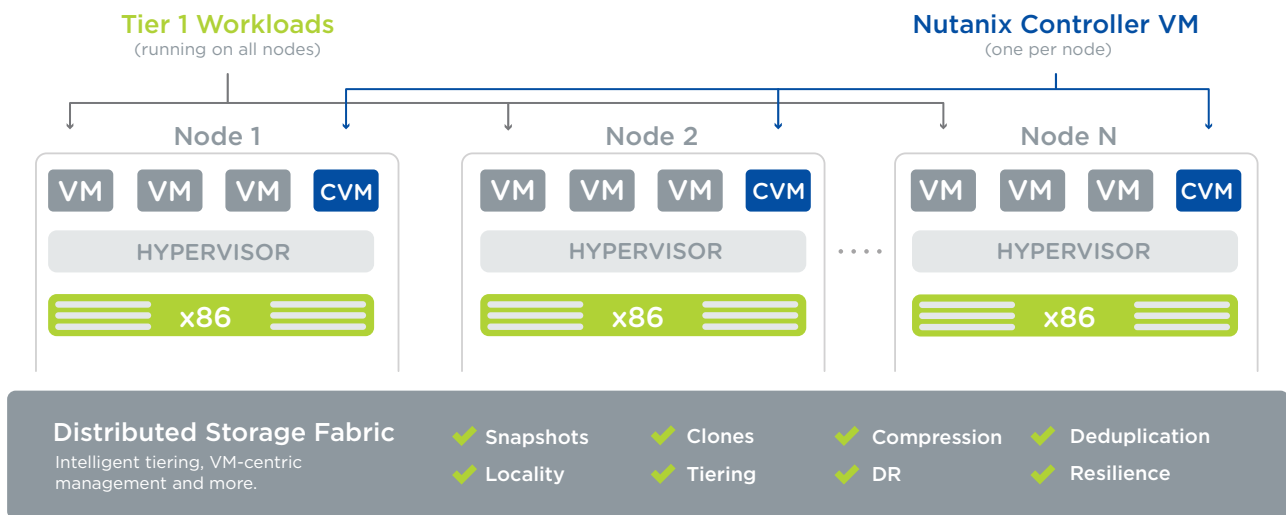 Tier 1 Workloads
(running on all nodes)
Nutanix Controller VM
(one per node)
Node 1
Node 2
Node N
VM VM VM CVM
VM VM VM CVM
VM VM VM CVM
HYPERVISOR
HYPERVISOR
....
HYPERVISOR
x86
x86
x86
Distributed Storage Fabric
Intelligent tiering, VM-centric
management and more.
Snapshots
Clones
Compression
Deduplication
Locality
Tiering
DR
Resilience